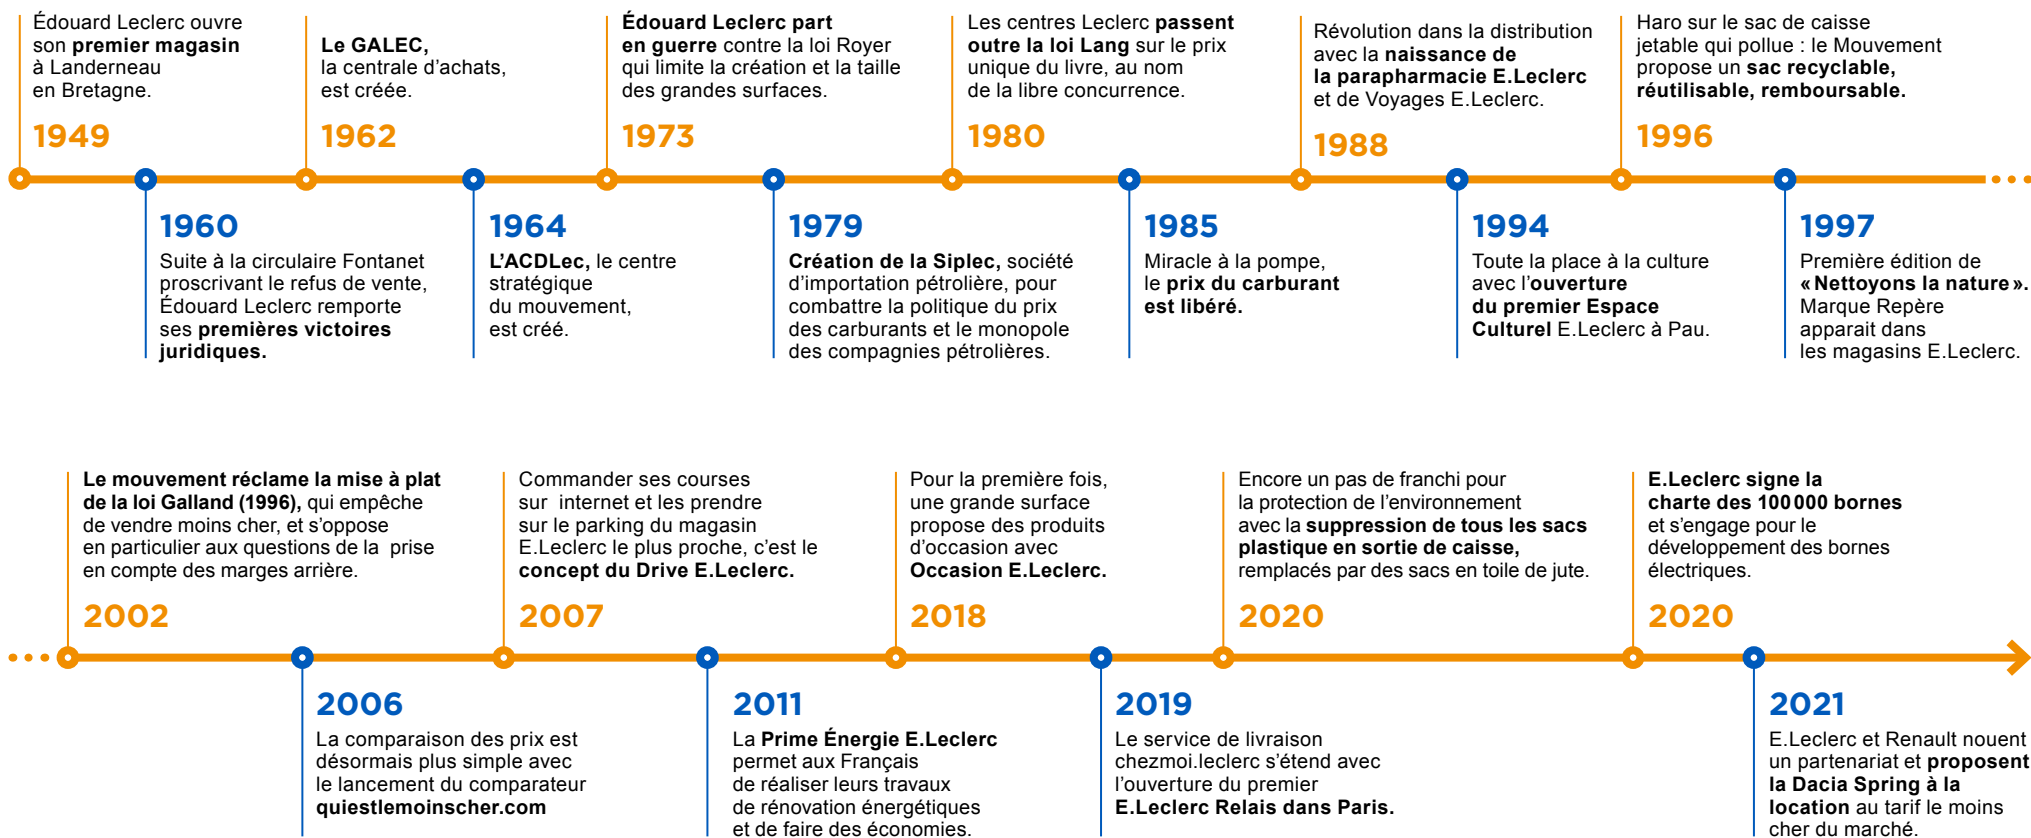 Édouard Leclerc ouvre
son premier magasin
à Landerneau
en Bretagne.
1949
1960
Suite à la circulaire Fontanet
proscrivant le refus de vente,
Édouard Leclerc remporte
ses premières victoires
juridiques.
Le GALEC,
la centrale d'achats,
est créée.
1962
1964
L'ACDLec, le centre
stratégique
du mouvement,
est créé.
Édouard Leclerc part
en guerre contre la loi Royer
qui limite la création et la taille
des grandes surfaces.
1973
1979
Création de la Siplec, société
d'importation pétrolière, pour
combattre la politique du prix
des carburants et le monopole
des compagnies pétrolières.
Les centres Leclerc passent
outre la loi Lang sur le prix
unique du livre, au nom
de la libre concurrence.
1980
1985
Miracle à la pompe,
le prix du carburant
est libéré.
Révolution dans la distribution
avec la naissance de
la parapharmacie E.Leclerc
et de Voyages E.Leclerc.
1988
1994
Toute la place à la culture
avec l'ouverture
du premier Espace
Culturel E.Leclerc à Pau.
Haro sur le sac de caisse
jetable qui pollue : le Mouvement
propose un sac recyclable,
réutilisable, remboursable.
1996
1997
Première édition de
« Nettoyons la nature ».
Marque Repère
apparait dans
les magasins E.Leclerc.
Le mouvement réclame la mise à plat
de la loi Galland (1996), qui empêche
de vendre moins cher, et s'oppose
en particulier aux questions de la prise
en compte des marges arrière.
2002
2006
La comparaison des prix est
désormais plus simple avec
le lancement du comparateur
quiestlemoinscher.com
Commander ses courses
sur internet et les prendre
sur le parking du magasin
E.Leclerc le plus proche, c'est le
concept du Drive E.Leclerc.
2007
2011
La Prime Énergie E.Leclerc
permet aux Français
de réaliser leurs travaux
de rénovation énergétiques
et de faire des économies.
Pour la première fois,
une grande surface
propose des produits
d'occasion avec
Occasion E.Leclerc.
2018
2019
Le service de livraison
chezmoi.leclerc s'étend avec
l'ouverture du premier
E.Leclerc Relais dans Paris.
Encore un pas de franchi pour
la protection de l'environnement
avec la suppression de tous les sacs
plastique en sortie de caisse,
remplacés par des sacs en toile de jute.
2020
E.Leclerc signe la
charte des 100 000 bornes
et s'engage pour le
développement des bornes
électriques.
2020
2021
E.Leclerc et Renault nouent
un partenariat et proposent
la Dacia Spring à la
location au tarif le moins
cher du marché.